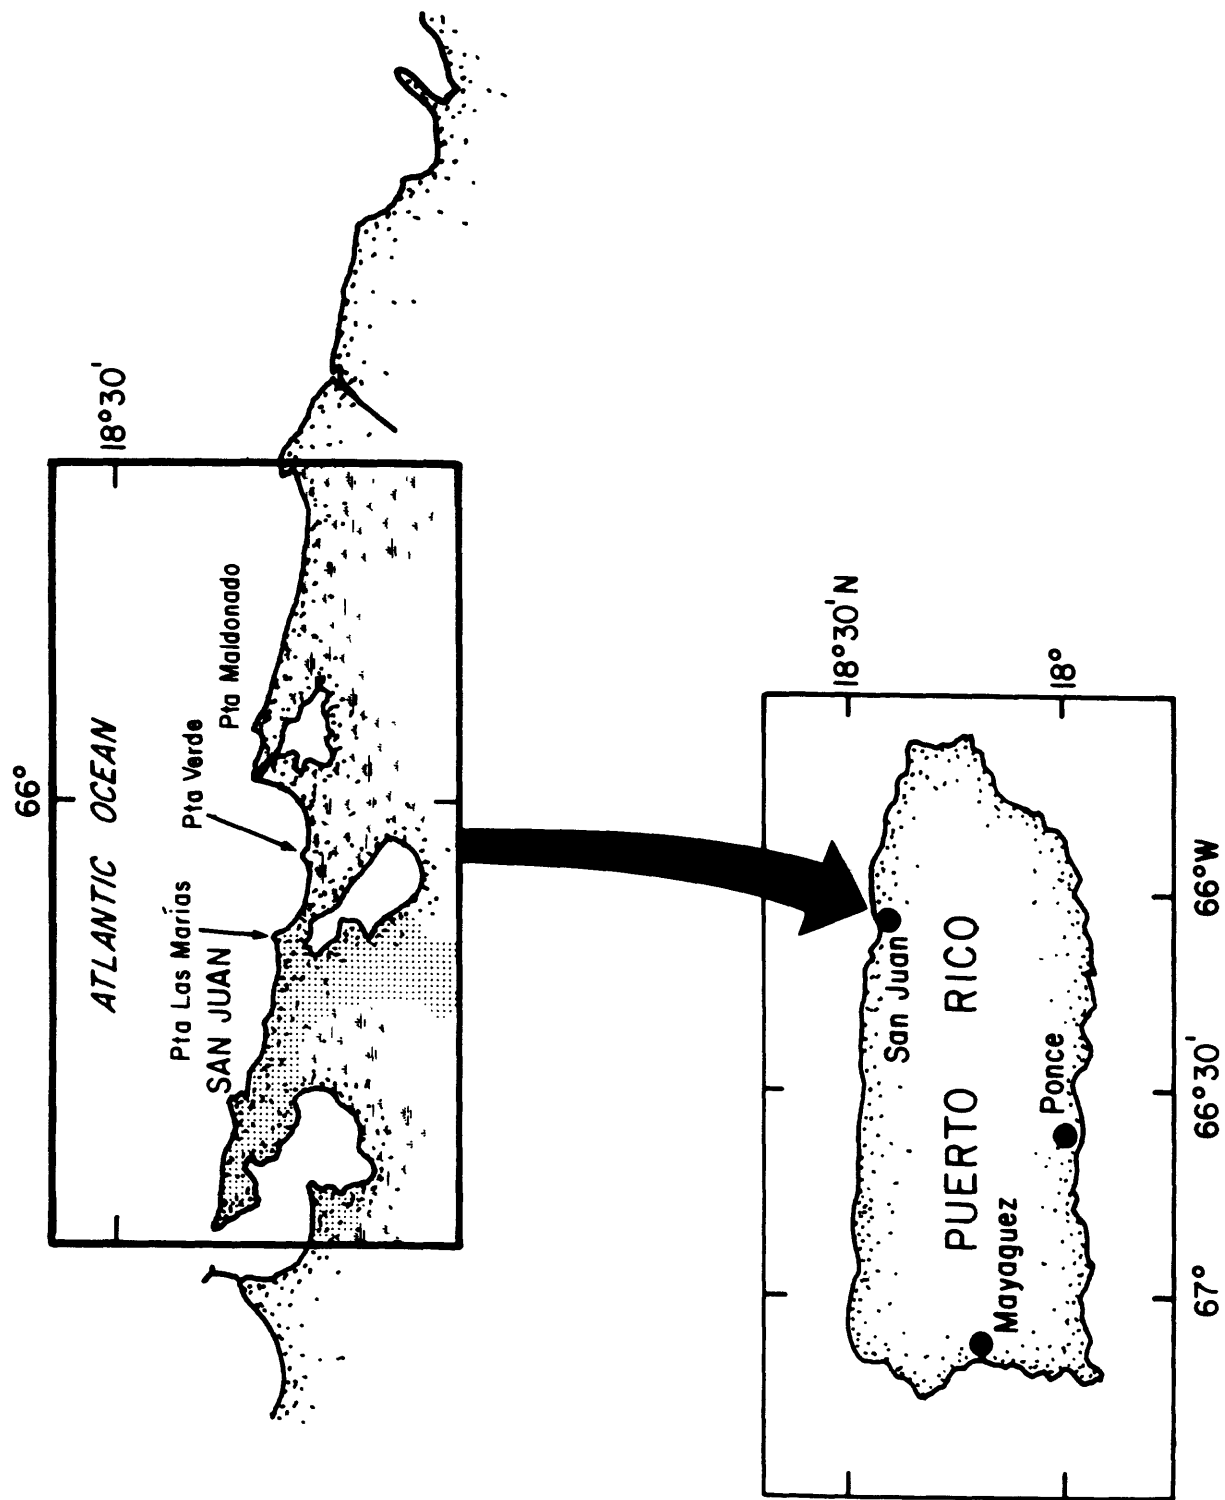 66°
18°30'
ATLANTIC OCEAN
Pta Las Marías
Pta Verde
Pta Maldonado
SAN JUAN
18°30'N
18°
San Juan
PUERTO RICO
Mayaguez
Ponce
67°
66°30'
66°W